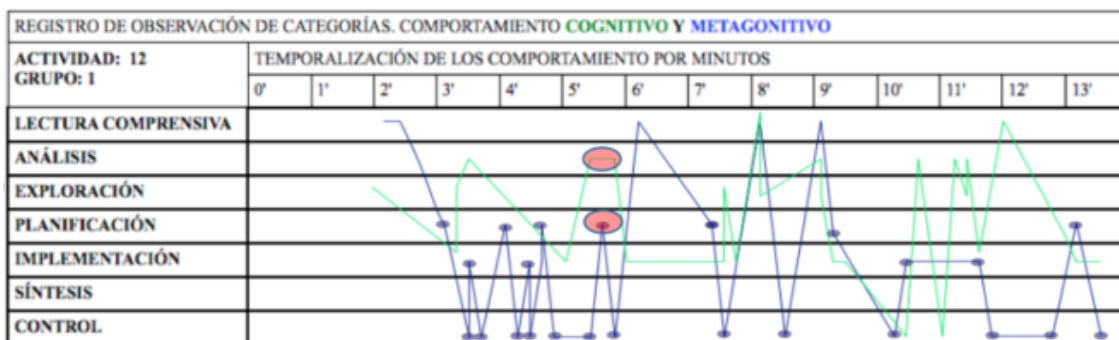 REGISTRO DE OBSERVACIÓN DE CATEGORÍAS. COMPORTAMIENTO COGNITIVO Y METAGONITIVO
ACTIVIDAD: 12
GRUPO: 1
TEMPORALIZACIÓN DE LOS COMPORTAMIENTO POR MINUTOS
0' 1' 2' 3' 4' 5' 6' 7' 8' 9' 10' 11' 12' 13'
LECTURA COMPRENSIVA
ANÁLISIS
EXPLORACIÓN
PLANIFICACIÓN
IMPLEMENTACIÓN
SÍNTESIS
CONTROL